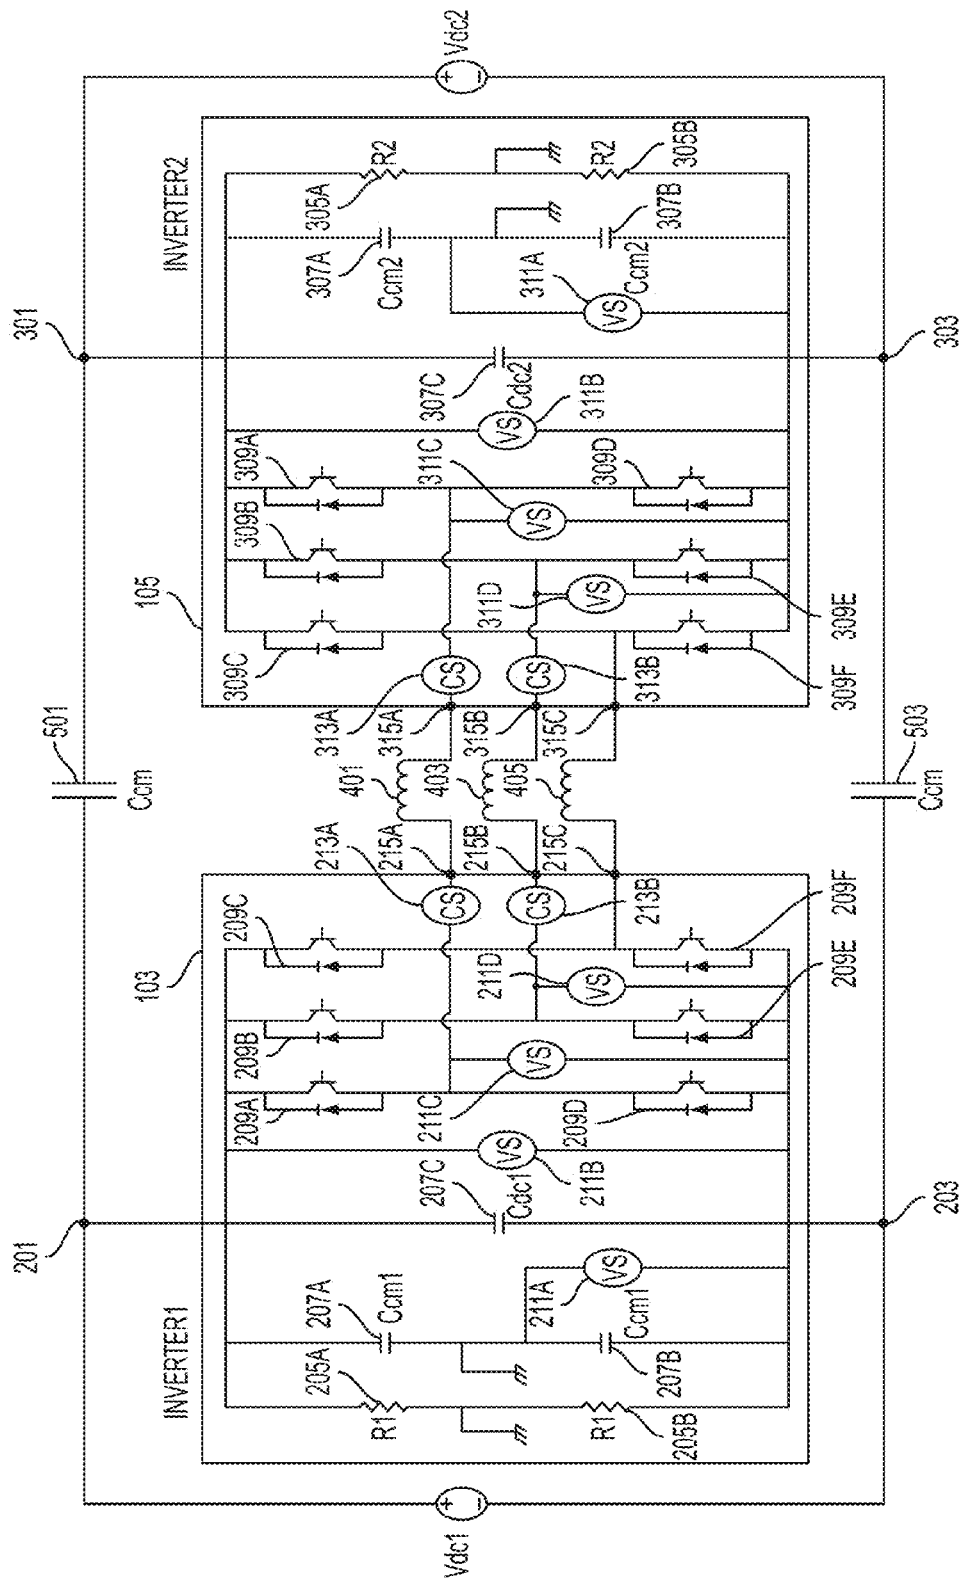 Vdc2
INVERTER2
301
303
305A
R2
R2
305B
307A
Ccm2
307B
Ccm2
311A
VS
307C
Cdc2
311B
VS
309A
309B
309C
309D
309E
309F
311C
VS
311D
VS
105
CS
CS
313A
313B
315A
315B
315C
501
Ccm
503
Ccm
401
403
405
213A
215A
215B
215C
213B
CS
CS
103
209C
209B
209A
209F
209E
209D
211D
VS
211C
VS
211B
VS
207C
Cdc1
201
203
INVERTER1
207A
Ccm1
211A
VS
Ccm1
207B
205A
R1
R1
205B
Vdc1